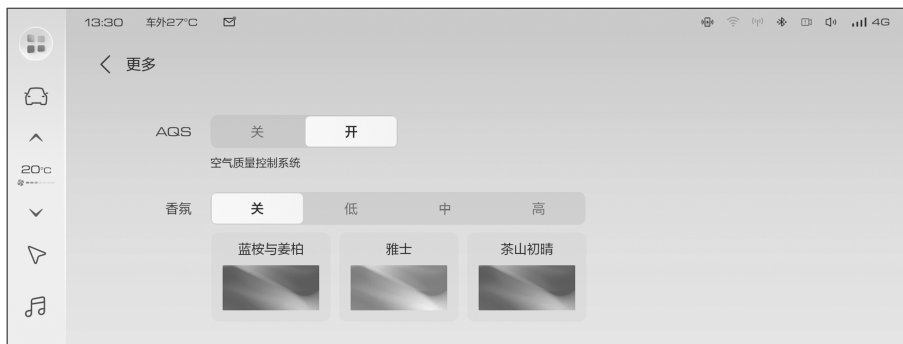 13:30 车外27°C 4G
更多
AQS 关 开
空气质量控制系统
20°C
香氛 关 低 中 高
蓝桉与姜柏 雅士 茶山初晴